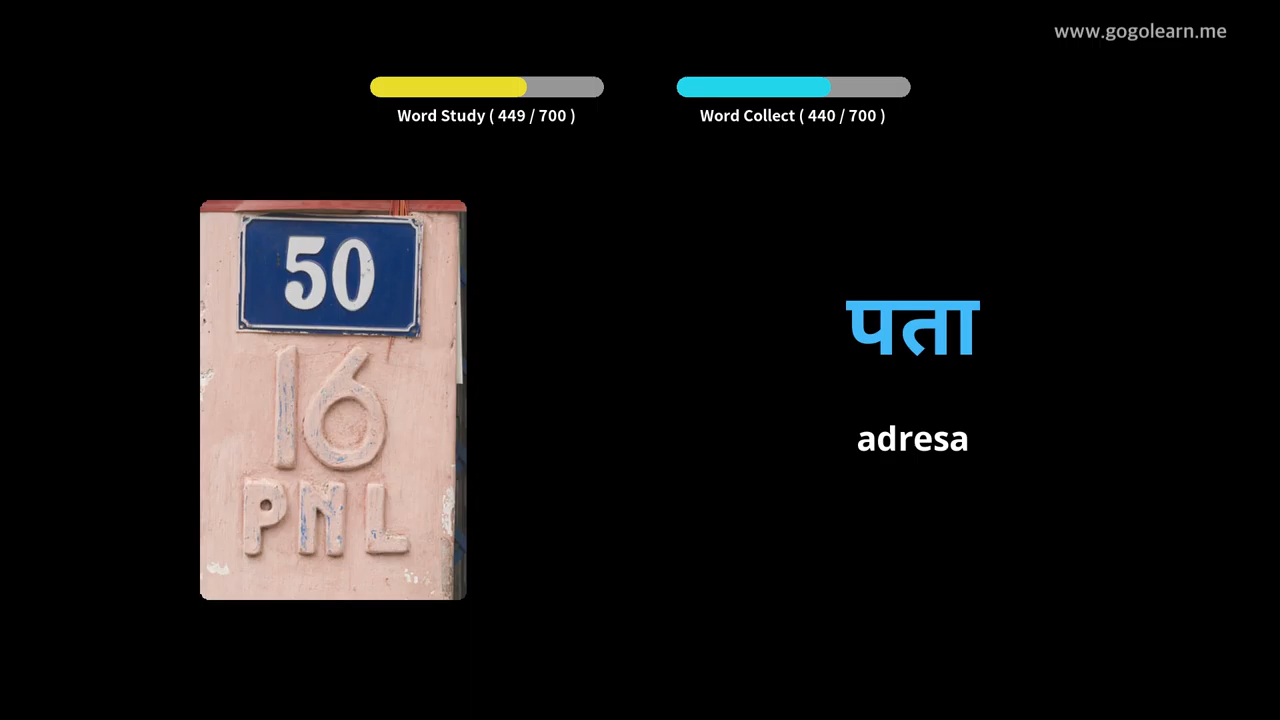 www.gogolearn.me
Word Study ( 449 / 700 )
Word Collect ( 440 / 700 )
50
16
PNL
पता
adresa